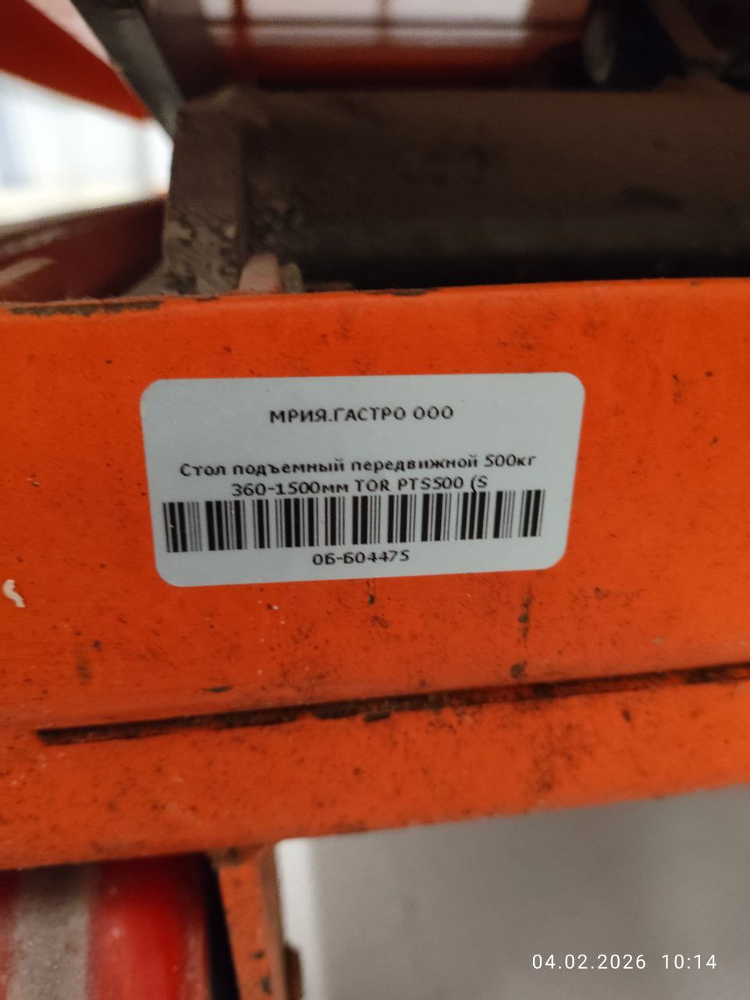 МРИЯ.ГАСТРО ООО
Стол подъемный передвижной 500кг
360-1500мм TOR PTS500 (S
ОБ-Б04475
04.02.2026 10:14